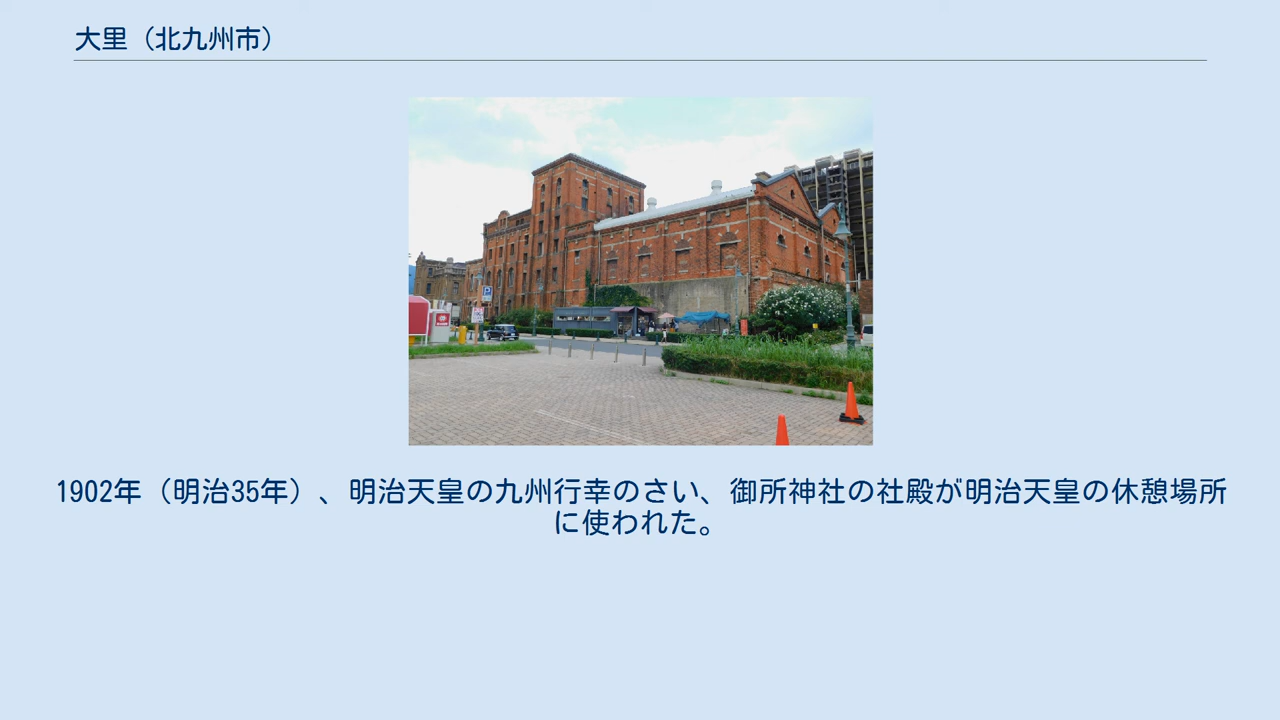 大里（北九州市）
P
1902年（明治35年）、明治天皇の九州行幸のさい、御所神社の社殿が明治天皇の休憩場所
に使われた。